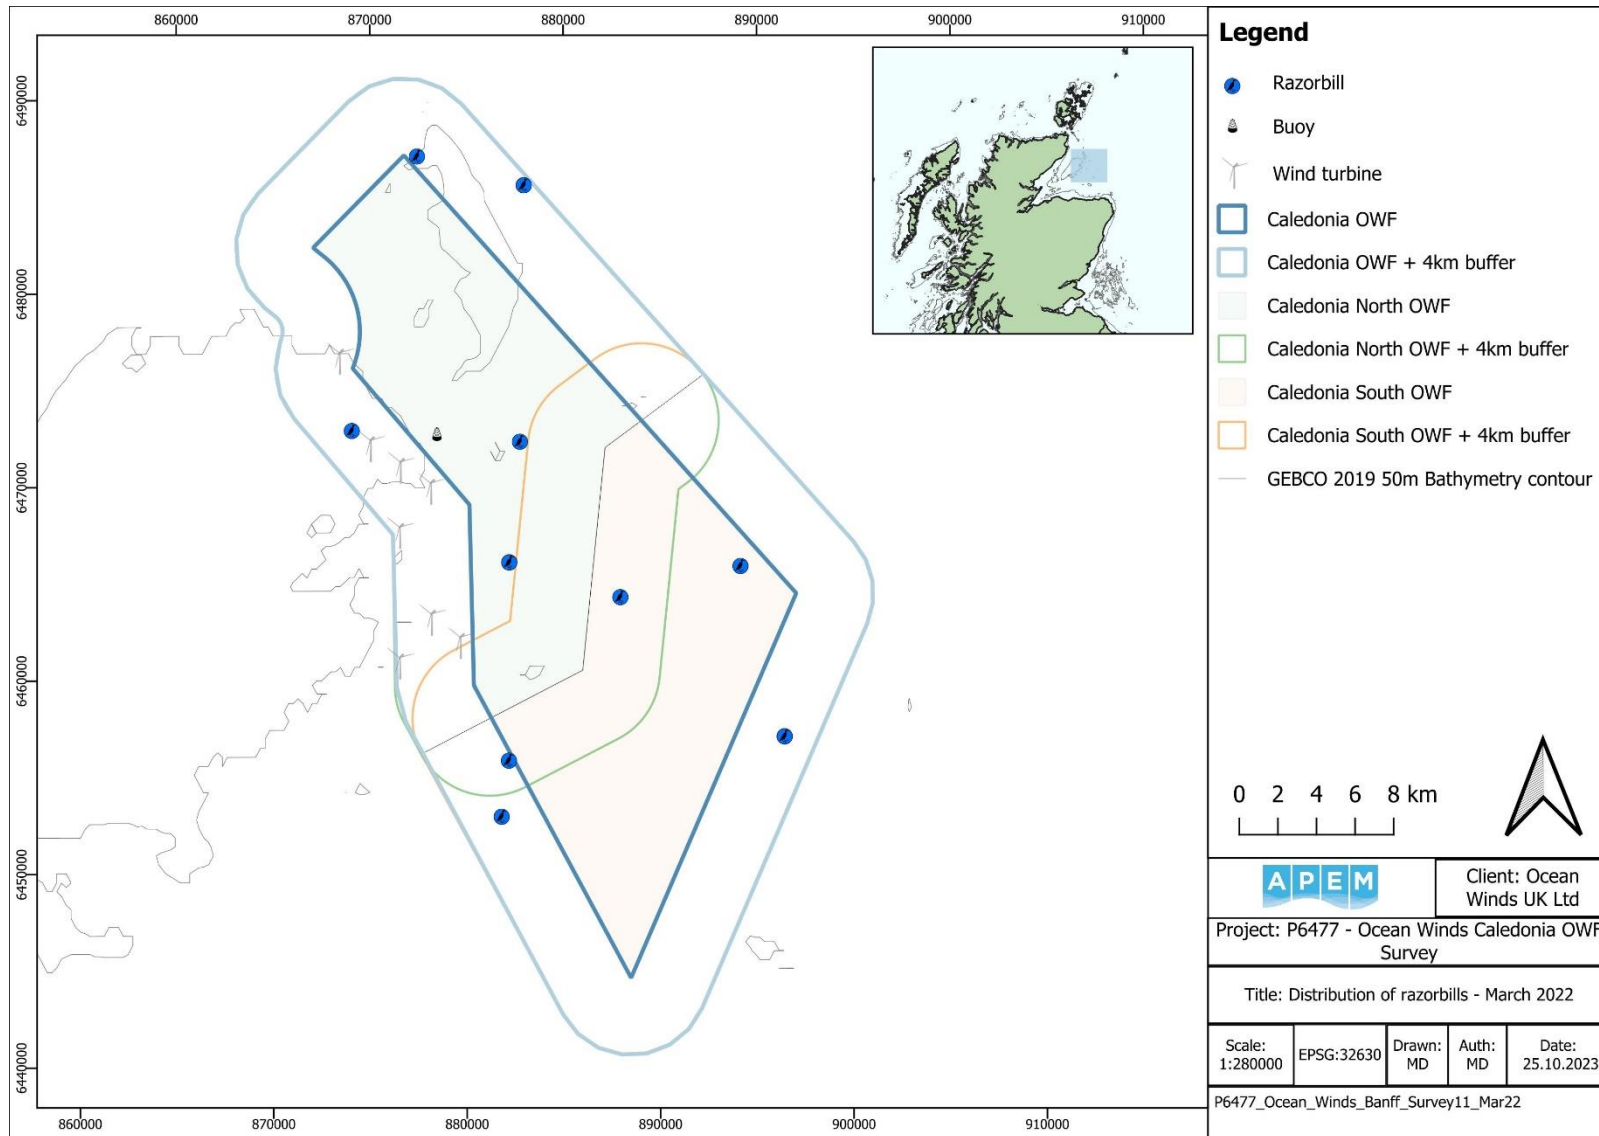 860000 870000 880000 890000 900000 910000
6490000
6480000
6470000
6460000
6450000
6440000
860000 870000 880000 890000 900000 910000
Legend
Razorbill
Buoy
Wind turbine
Caledonia OWF
Caledonia OWF + 4km buffer
Caledonia North OWF
Caledonia North OWF + 4km buffer
Caledonia South OWF
Caledonia South OWF + 4km buffer
GEBCO 2019 50m Bathymetry contour
0 2 4 6 8 km
APEM
Client: Ocean
Winds UK Ltd
Project: P6477 - Ocean Winds Caledonia OWF
Survey
Title: Distribution of razorbills - March 2022
Scale:
1:280000
EPSG:32630
Drawn:
MD
Auth:
MD
Date:
25.10.2023
P6477_Ocean_Winds_Banff_Survey11_Mar22